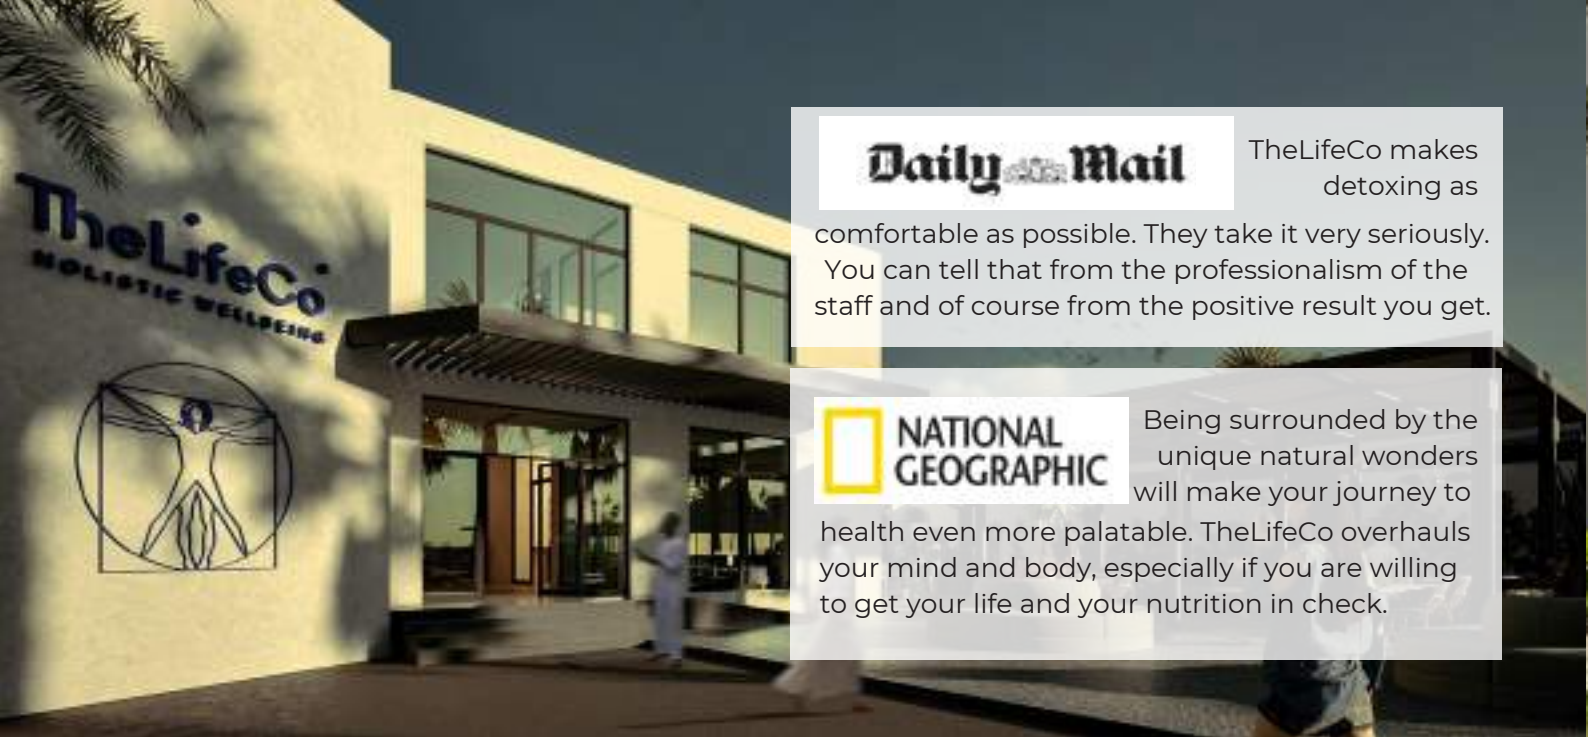 TheLifeCo
HOLISTIC WELLBEING
Daily Mail
TheLifeCo makes
detoxing as
comfortable as possible. They take it very seriously.
You can tell that from the professionalism of the
staff and of course from the positive result you get.
NATIONAL
GEOGRAPHIC
Being surrounded by the
unique natural wonders
will make your journey to
health even more palatable. TheLifeCo overhauls
your mind and body, especially if you are willing
to get your life and your nutrition in check.